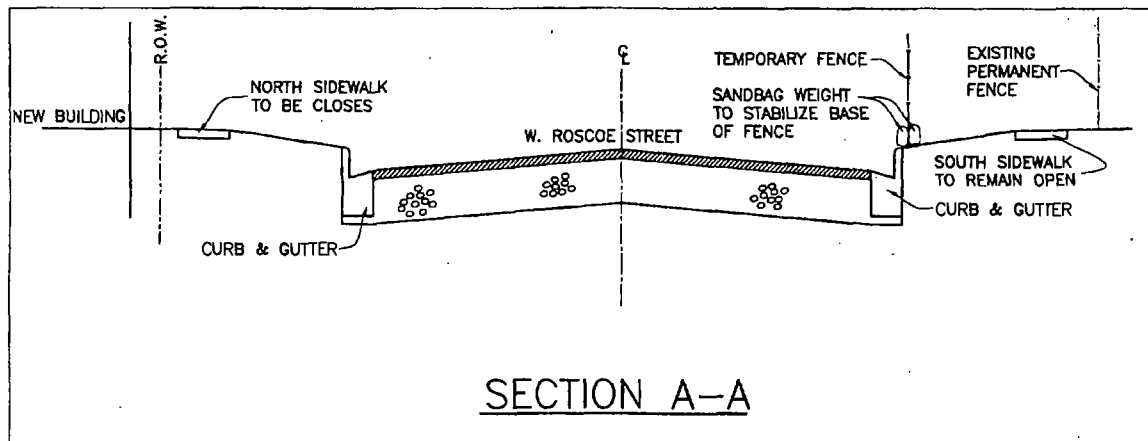 R.O.W.
NEW BUILDING
NORTH SIDEWALK
TO BE CLOSES
℄
W. ROSCOE STREET
TEMPORARY FENCE
SANDBAG WEIGHT
TO STABILIZE BASE
OF FENCE
EXISTING
PERMANENT
FENCE
SOUTH SIDEWALK
TO REMAIN OPEN
CURB & GUTTER
CURB & GUTTER
SECTION A-A